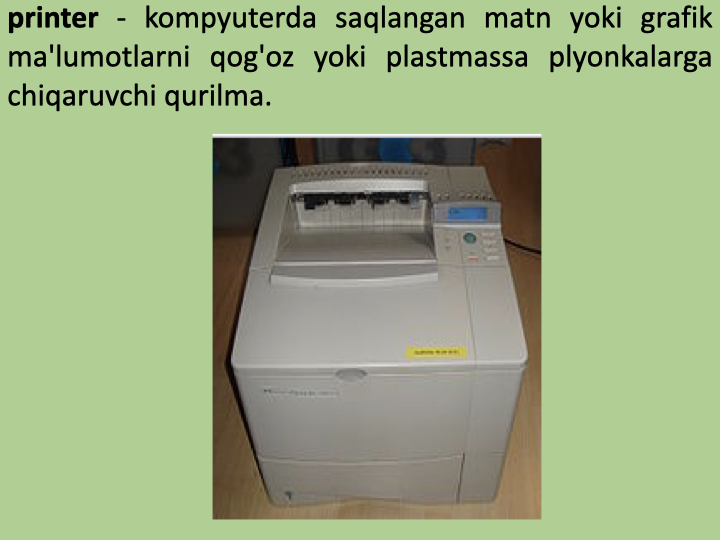 printer - kompyuterda saqlangan matn yoki grafik
ma'lumotlarni qog'oz yoki plastmassa plyonkalarga
chiqaruvchi qurilma.